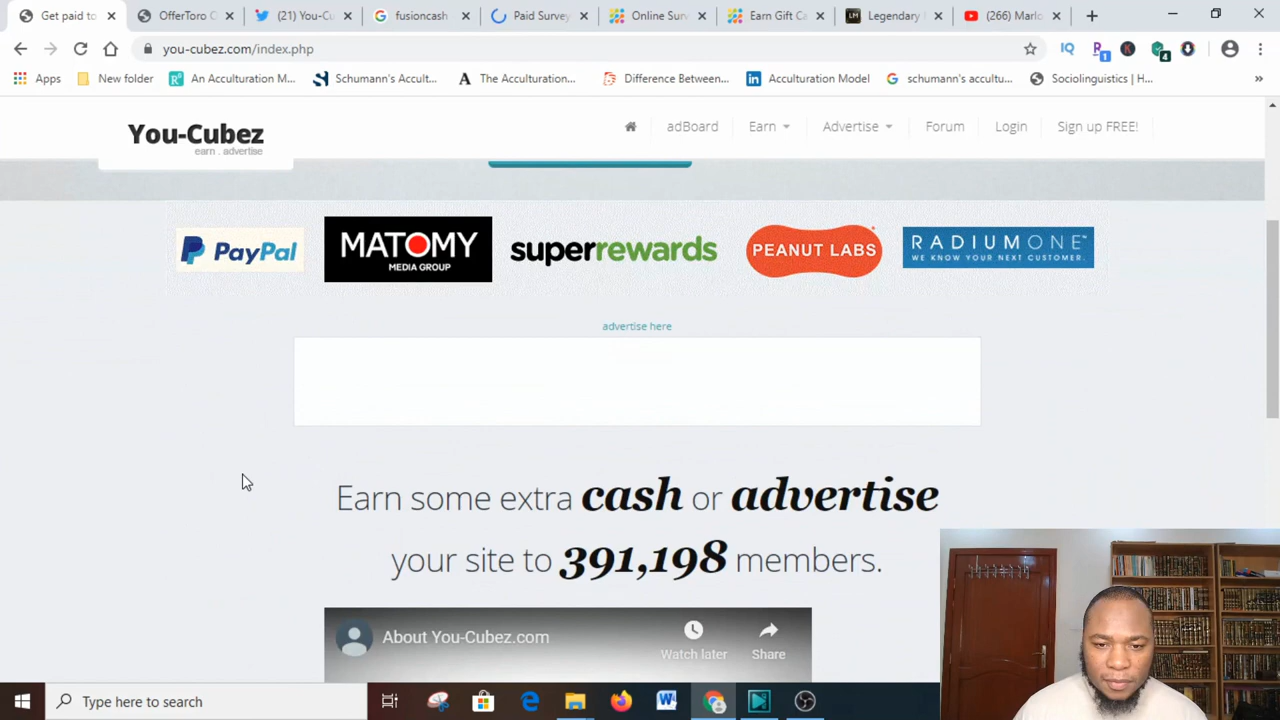 Get paid to
OfferToro C
(21) You-Cu
fusioncash
Paid Survey
Online Surv
Earn Gift Ca
Legendary
(266) Marlo
you-cubez.com/index.php
Apps
New folder
An Acculturation M...
Schumann's Accult...
The Acculturation...
Difference Between...
Acculturation Model
schumann's accultu...
Sociolinguistics | H...
You-Cubez
earn . advertise
adBoard
Earn
Advertise
Forum
Login
Sign up FREE!
PayPal
MATOMY
MEDIA GROUP
superrewards
PEANUT LABS
RADIUMONE
WE KNOW YOUR NEXT CUSTOMER.
advertise here
Earn some extra cash or advertise
your site to 391,198 members.
About You-Cubez.com
Watch later
Share
Type here to search